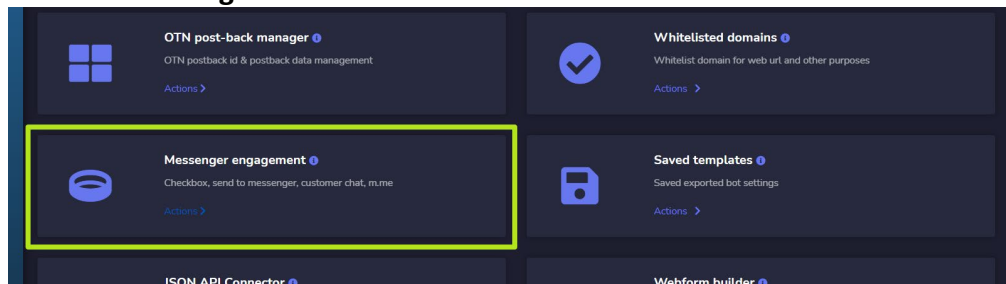 OTN post-back manager
OTN postback id & postback data management
Actions >
Whitelisted domains
Whitelist domain for web url and other purposes
Actions >
Messenger engagement
Checkbox, send to messenger, customer chat, m.me
Actions >
Saved templates
Saved exported bot settings
Actions >
JSON API Connector
Webform builder